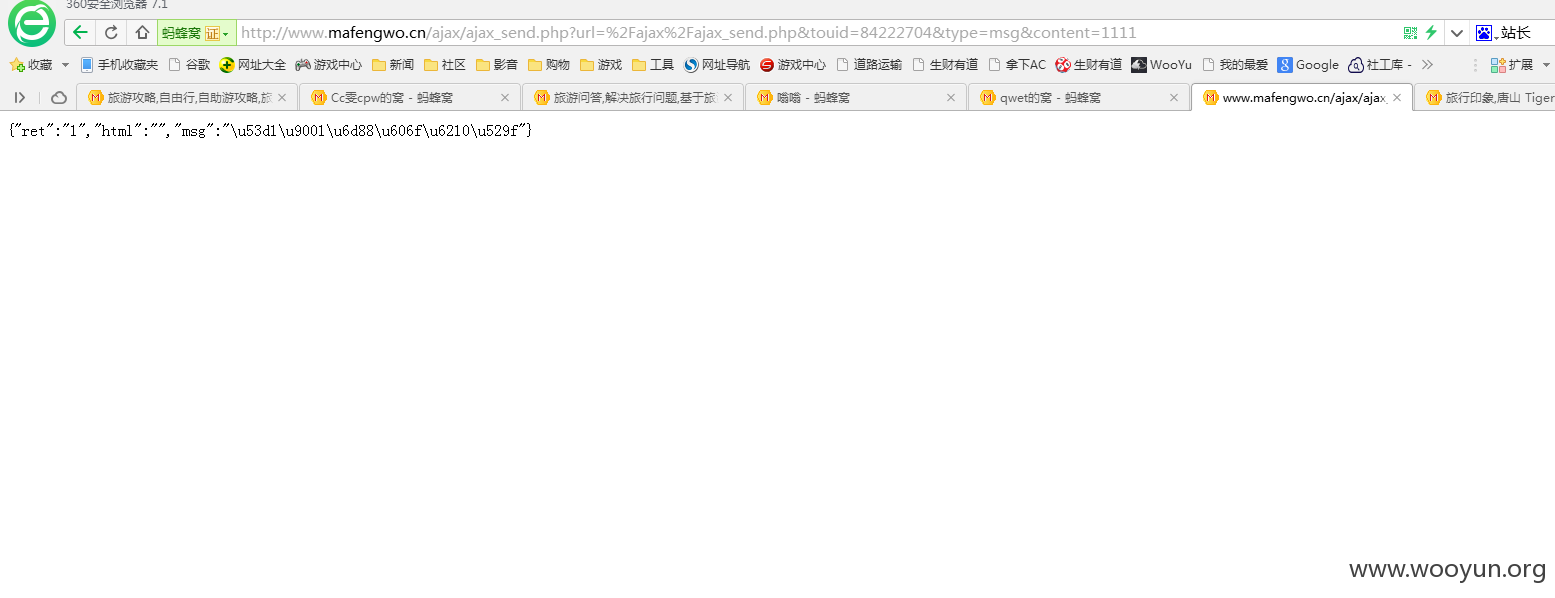 360安全浏览器 7.1
蚂蜂窝 证 http://www.mafengwo.cn/ajax/ajax_send.php?url=%2Fajax%2Fajax_send.php&touid=84222704&type=msg&content=1111 站长
收藏 手机收藏夹 谷歌 网址大全 游戏中心 新闻 社区 影音 购物 游戏 工具 网址导航 游戏中心 道路运输 生财有道 拿下AC 生财有道 WooYu 我的最爱 Google 社工库 - 扩展
旅游攻略,自由行,自助游攻略,旅 Cc雯cpw的窝 - 蚂蜂窝 旅游问答,解决旅行问题,基于旅 嗡嗡 - 蚂蜂窝 qwet的窝 - 蚂蜂窝 www.mafengwo.cn/ajax/ajax_ 旅行印象,唐山 Tiger
{"ret":"1","html":"","msg":"\u53d1\u9001\u6d88\u606f\u6210\u529f"}
www.wooyun.org